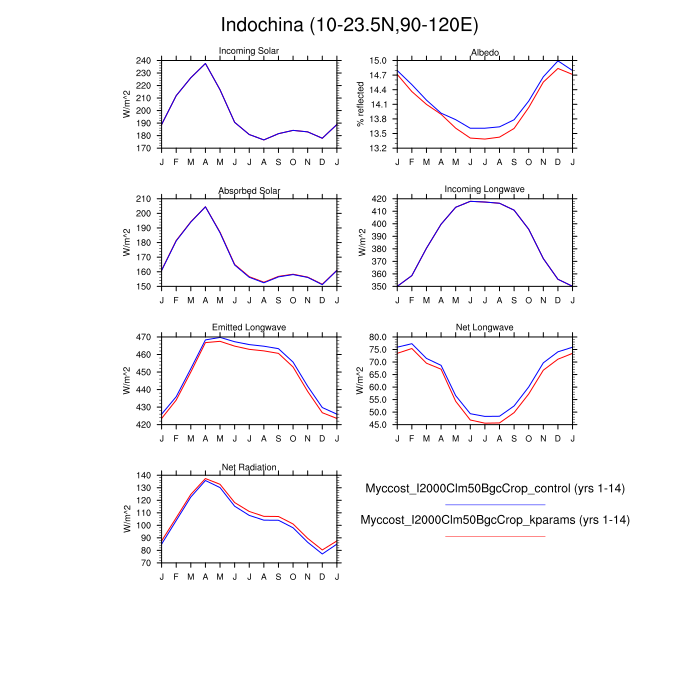 Indochina (10-23.5N,90-120E)
Incoming Solar
W/m^2
240
230
220
210
200
190
180
170
J F M A M J J A S O N D J
Albedo
% reflected
15.0
14.7
14.4
14.1
13.8
13.5
13.2
J F M A M J J A S O N D J
Absorbed Solar
W/m^2
210
200
190
180
170
160
150
J F M A M J J A S O N D J
Incoming Longwave
W/m^2
420
410
400
390
380
370
360
350
J F M A M J J A S O N D J
Emitted Longwave
W/m^2
470
460
450
440
430
420
J F M A M J J A S O N D J
Net Longwave
W/m^2
80.0
75.0
70.0
65.0
60.0
55.0
50.0
45.0
J F M A M J J A S O N D J
Net Radiation
W/m^2
140
130
120
110
100
90
80
70
J F M A M J J A S O N D J
Myccost_I2000Clm50BgcCrop_control (yrs 1-14)
Myccost_I2000Clm50BgcCrop_kparams (yrs 1-14)